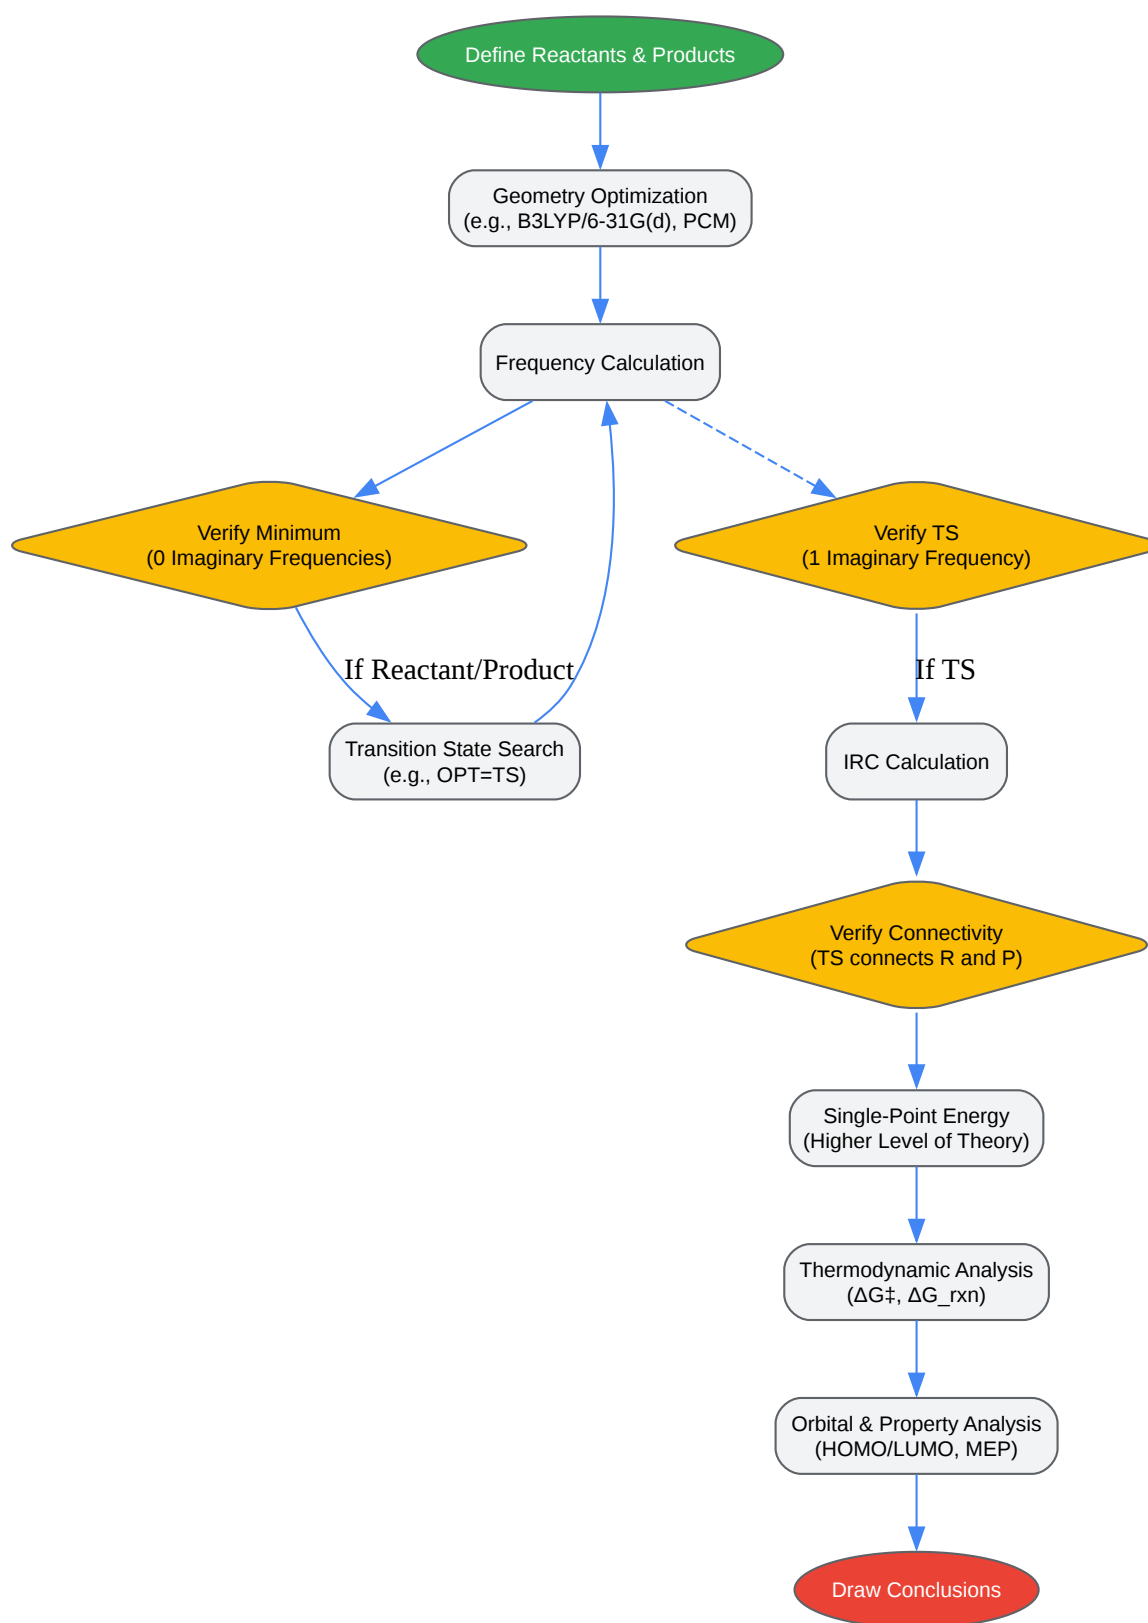 Define Reactants & Products
Geometry Optimization
(e.g., B3LYP/6-31G(d), PCM)
Frequency Calculation
Verify Minimum
(0 Imaginary Frequencies)
Verify TS
(1 Imaginary Frequency)
If Reactant/Product
If TS
Transition State Search
(e.g., OPT=TS)
IRC Calculation
Verify Connectivity
(TS connects R and P)
Single-Point Energy
(Higher Level of Theory)
Thermodynamic Analysis
(ΔG‡, ΔG_rxn)
Orbital & Property Analysis
(HOMO/LUMO, MEP)
Draw Conclusions